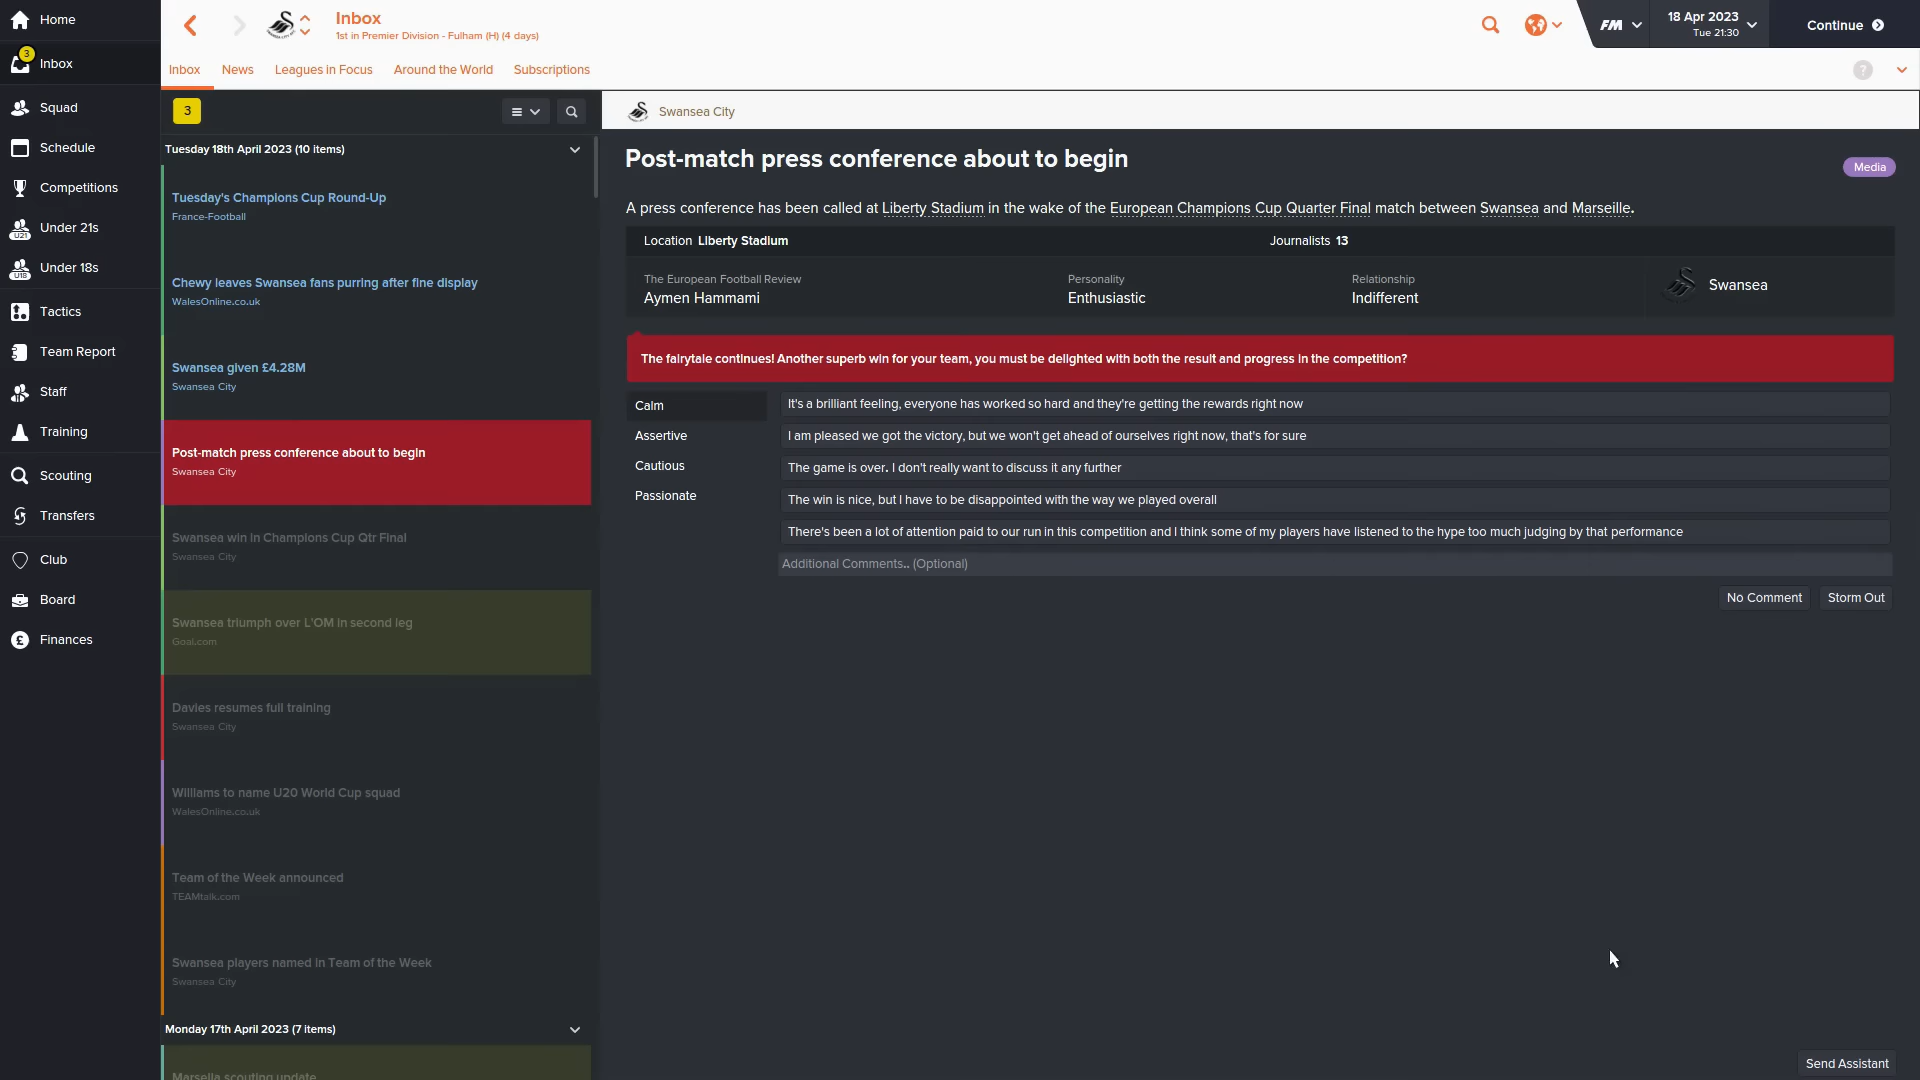 Home
3
Inbox
Squad
Schedule
Competitions
U21
Under 21s
U18
Under 18s
Tactics
Team Report
Staff
Training
Scouting
Transfers
Club
Board
£
Finances
Inbox
1st in Premier Division - Fulham (H) (4 days)
FM
18 Apr 2023
Tue 21:30
Continue
Inbox
News
Leagues in Focus
Around the World
Subscriptions
?
3
Tuesday 18th April 2023 (10 items)
Tuesday's Champions Cup Round-Up
France-Football
Chewy leaves Swansea fans purring after fine display
WalesOnline.co.uk
Swansea given £4.28M
Swansea City
Post-match press conference about to begin
Swansea City
Swansea win in Champions Cup Qtr Final
Swansea City
Swansea triumph over L'OM in second leg
Goal.com
Davies resumes full training
Swansea City
Williams to name U20 World Cup squad
WalesOnline.co.uk
Team of the Week announced
TEAMtalk.com
Swansea players named in Team of the Week
Swansea City
Monday 17th April 2023 (7 items)
Marsella scouting update
Swansea City
Post-match press conference about to begin
Media
A press conference has been called at Liberty Stadium in the wake of the European Champions Cup Quarter Final match between Swansea and Marseille.
Location Liberty Stadium
Journalists 13
The European Football Review
Aymen Hammami
Personality
Enthusiastic
Relationship
Indifferent
Swansea
The fairytale continues! Another superb win for your team, you must be delighted with both the result and progress in the competition?
Calm
Assertive
Cautious
Passionate
It's a brilliant feeling, everyone has worked so hard and they're getting the rewards right now
I am pleased we got the victory, but we won't get ahead of ourselves right now, that's for sure
The game is over. I don't really want to discuss it any further
The win is nice, but I have to be disappointed with the way we played overall
There's been a lot of attention paid to our run in this competition and I think some of my players have listened to the hype too much judging by that performance
Additional Comments.. (Optional)
No Comment
Storm Out
Send Assistant